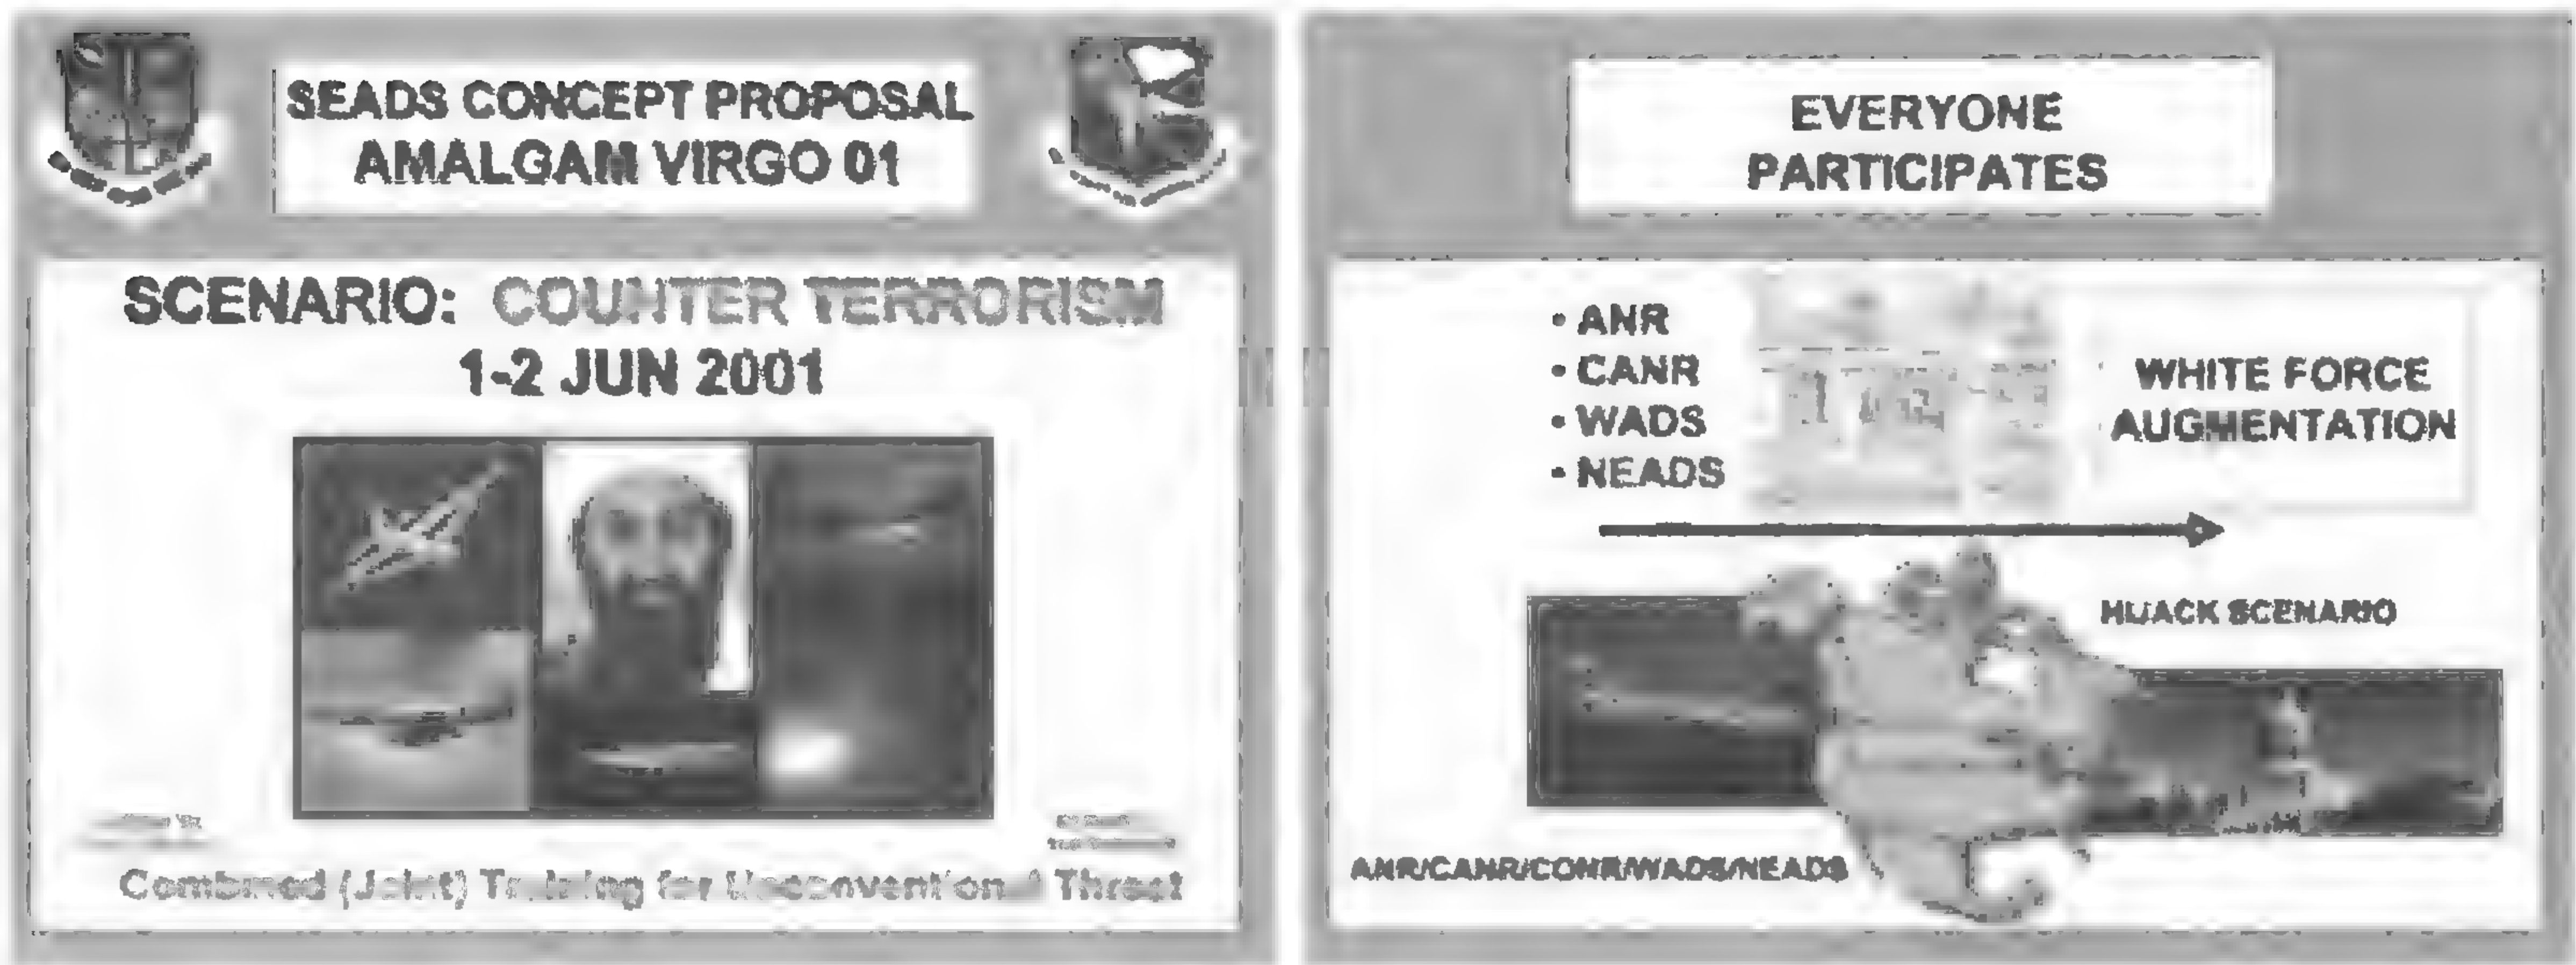 SEADS CONCEPT PROPOSAL
AMALGAM VIRGO 01
SCENARIO: COUNTER TERRORISM
1-2 JUN 2001
Combined (Joint) Training for Unconventional Threat
EVERYONE
PARTICIPATES
• ANR
• CANR
• WADS
• NEADS
WHITE FORCE
AUGMENTATION
HIJACK SCENARIO
ANR/CANR/CONR/WADS/NEADS